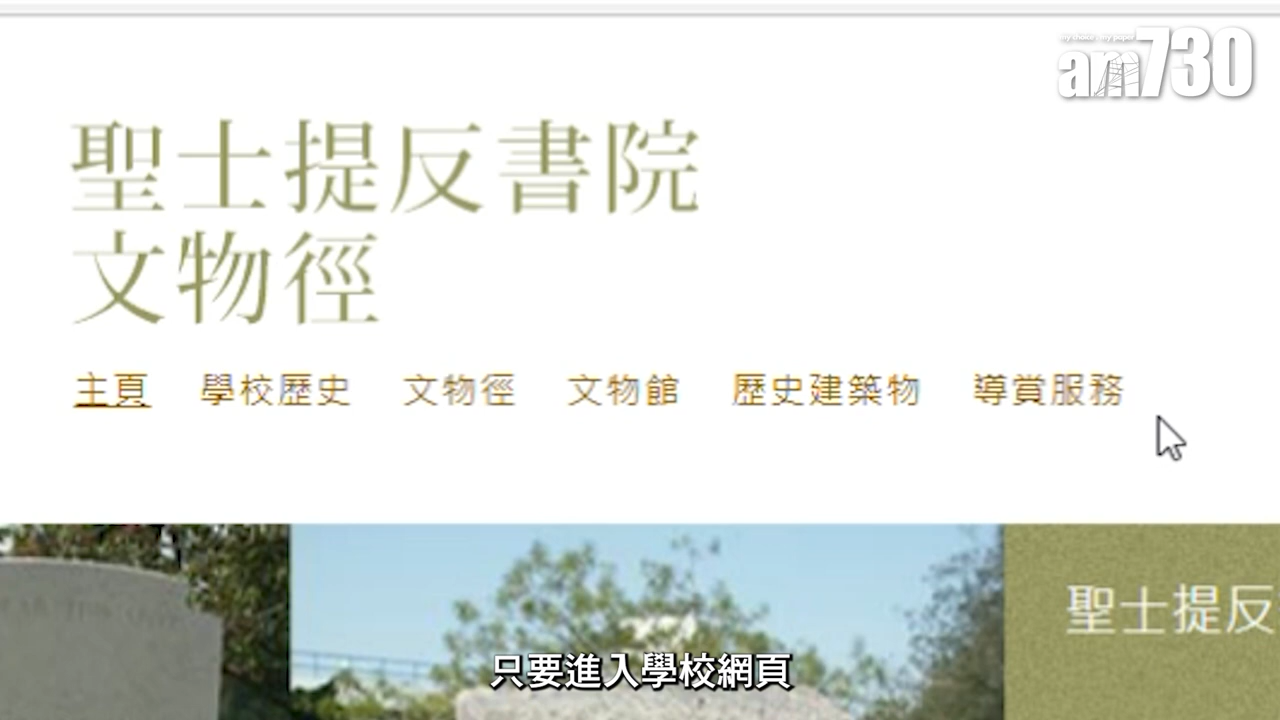 am730
聖士提反書院
文物徑
主頁 學校歷史 文物徑 文物館 歷史建築物 導賞服務
聖士提反
只要進入學校網頁